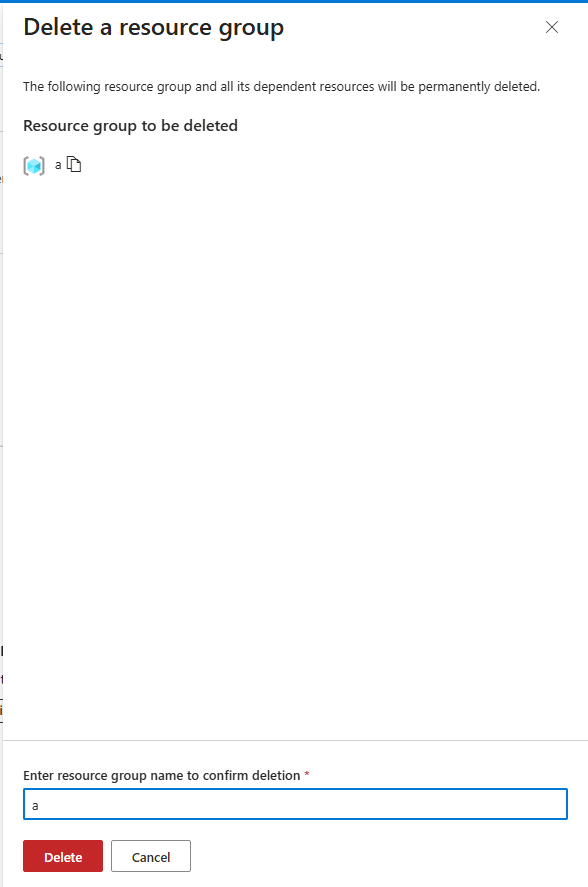 Delete a resource group
The following resource group and all its dependent resources will be permanently deleted.
Resource group to be deleted
a
Enter resource group name to confirm deletion *
a
Delete
Cancel